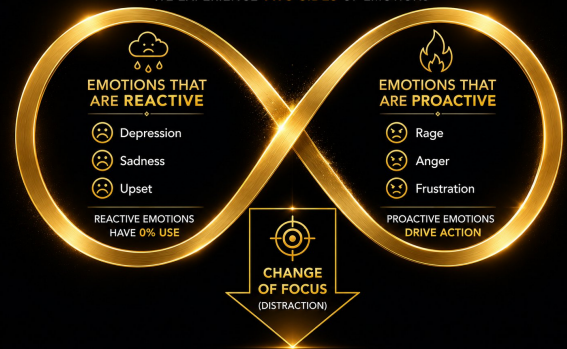 EMOTIONS THAT
ARE REACTIVE
Depression
Sadness
Upset
REACTIVE EMOTIONS
HAVE 0% USE
EMOTIONS THAT
ARE PROACTIVE
Rage
Anger
Frustration
PROACTIVE EMOTIONS
DRIVE ACTION
CHANGE
OF FOCUS
(DISTRACTION)